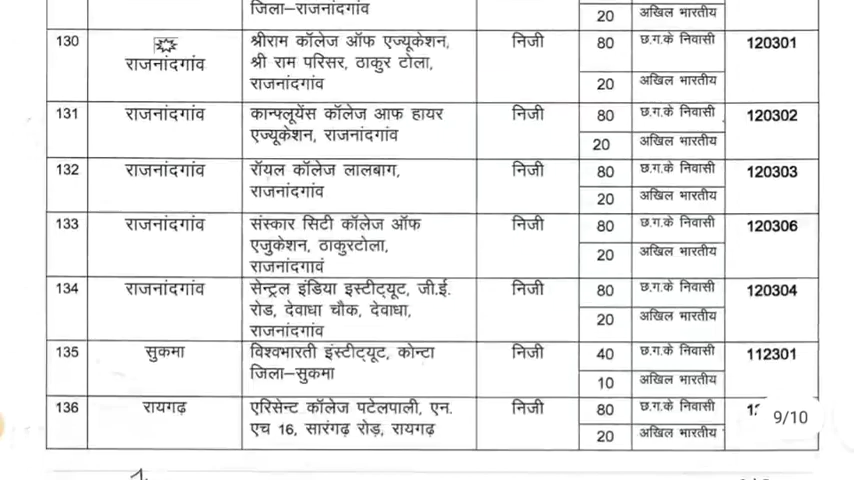 जिला–राजनांदगांव
20 अखिल भारतीय
130 राजनांदगांव श्रीराम कॉलेज ऑफ एज्यूकेशन, श्री राम परिसर, ठाकुर टोला, राजनांदगांव निजी 80 छ.ग.के निवासी 120301
20 अखिल भारतीय
131 राजनांदगांव कान्फ्लूयेंस कॉलेज आफ हायर एज्यूकेशन, राजनांदगांव निजी 80 छ.ग.के निवासी 120302
20 अखिल भारतीय
132 राजनांदगांव रॉयल कॉलेज लालबाग, राजनांदगांव निजी 80 छ.ग.के निवासी 120303
20 अखिल भारतीय
133 राजनांदगांव संस्कार सिटी कॉलेज ऑफ एजुकेशन, ठाकुरटोला, राजनांदगावं निजी 80 छ.ग.के निवासी 120306
20 अखिल भारतीय
134 राजनांदगांव सेन्ट्रल इंडिया इस्टीट्यूट, जी.ई. रोड, देवाधा चौक, देवाधा, राजनांदगांव निजी 80 छ.ग.के निवासी 120304
20 अखिल भारतीय
135 सुकमा विश्वभारती इंस्टीट्यूट, कोन्टा जिला–सुकमा निजी 40 छ.ग.के निवासी 112301
10 अखिल भारतीय
136 रायगढ़ एरिसेन्ट कॉलेज पटेलपाली, एन. एच 16, सारंगढ़ रोड़, रायगढ़ निजी 80 छ.ग.के निवासी
20 अखिल भारतीय
9/10